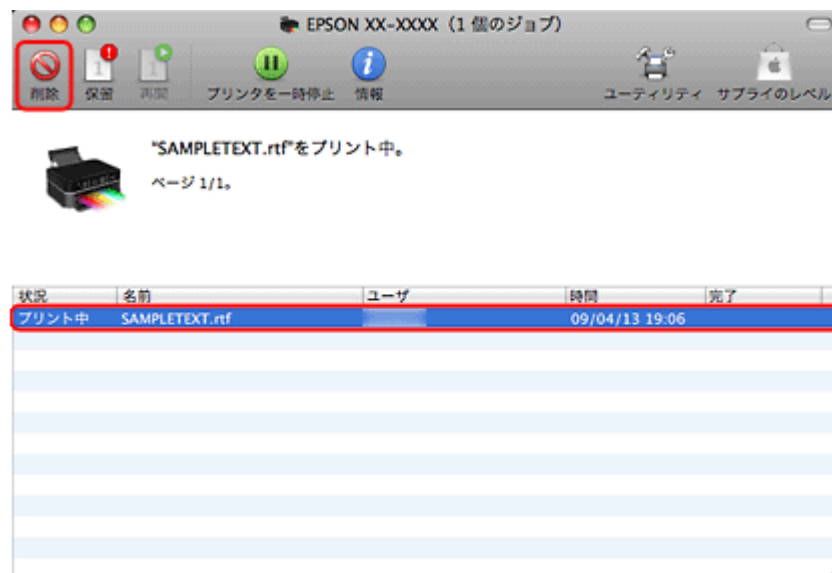 EPSON XX-XXXX（1 個のジョブ）
削除 保留 再開 プリンタを一時停止 情報 ユーティリティ サプライのレベル
"SAMPLETEXT.rtf"をプリント中。
ページ 1/1。
状況 名前 ユーザ 時間 完了
プリント中 SAMPLETEXT.rtf 09/04/13 19:06